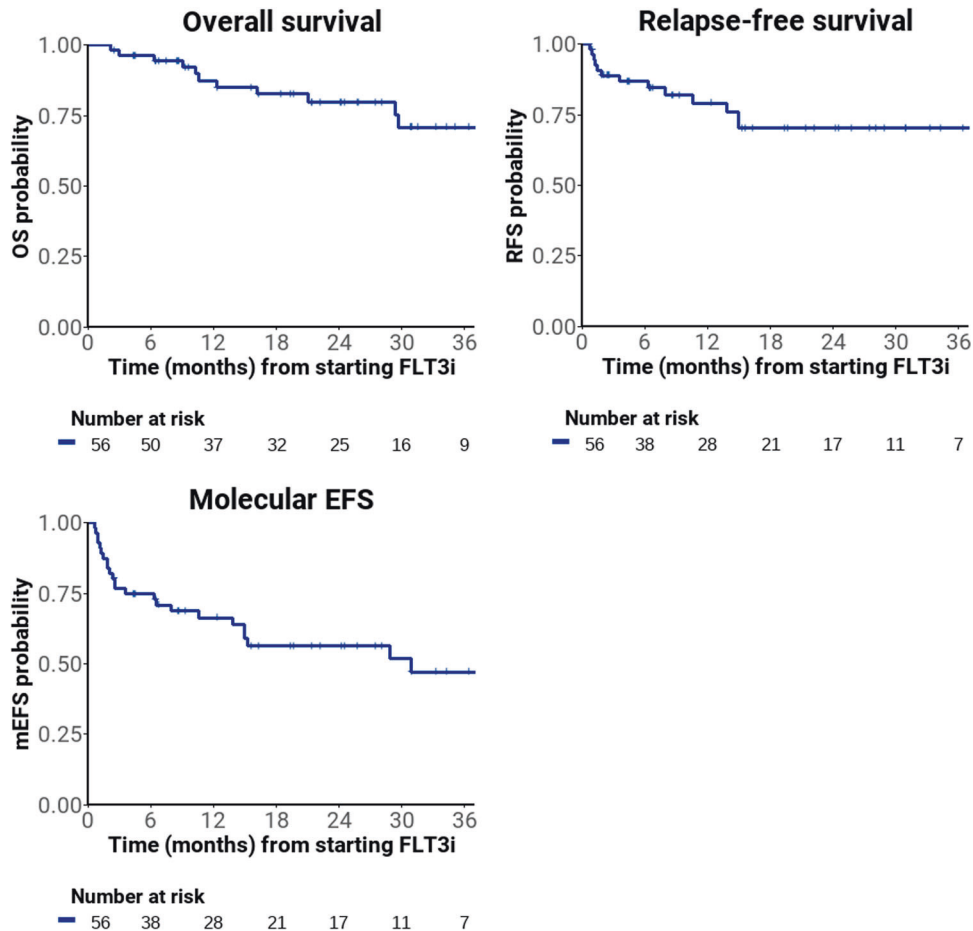 Overall survival
1.00
0.75
0.50
0.25
0.00
OS probability
0 6 12 18 24 30 36
Time (months) from starting FLT3i
Number at risk
56 50 37 32 25 16 9
Relapse-free survival
1.00
0.75
0.50
0.25
0.00
RFS probability
0 6 12 18 24 30 36
Time (months) from starting FLT3i
Number at risk
56 38 28 21 17 11 7
Molecular EFS
1.00
0.75
0.50
0.25
0.00
mEFS probability
0 6 12 18 24 30 36
Time (months) from starting FLT3i
Number at risk
56 38 28 21 17 11 7